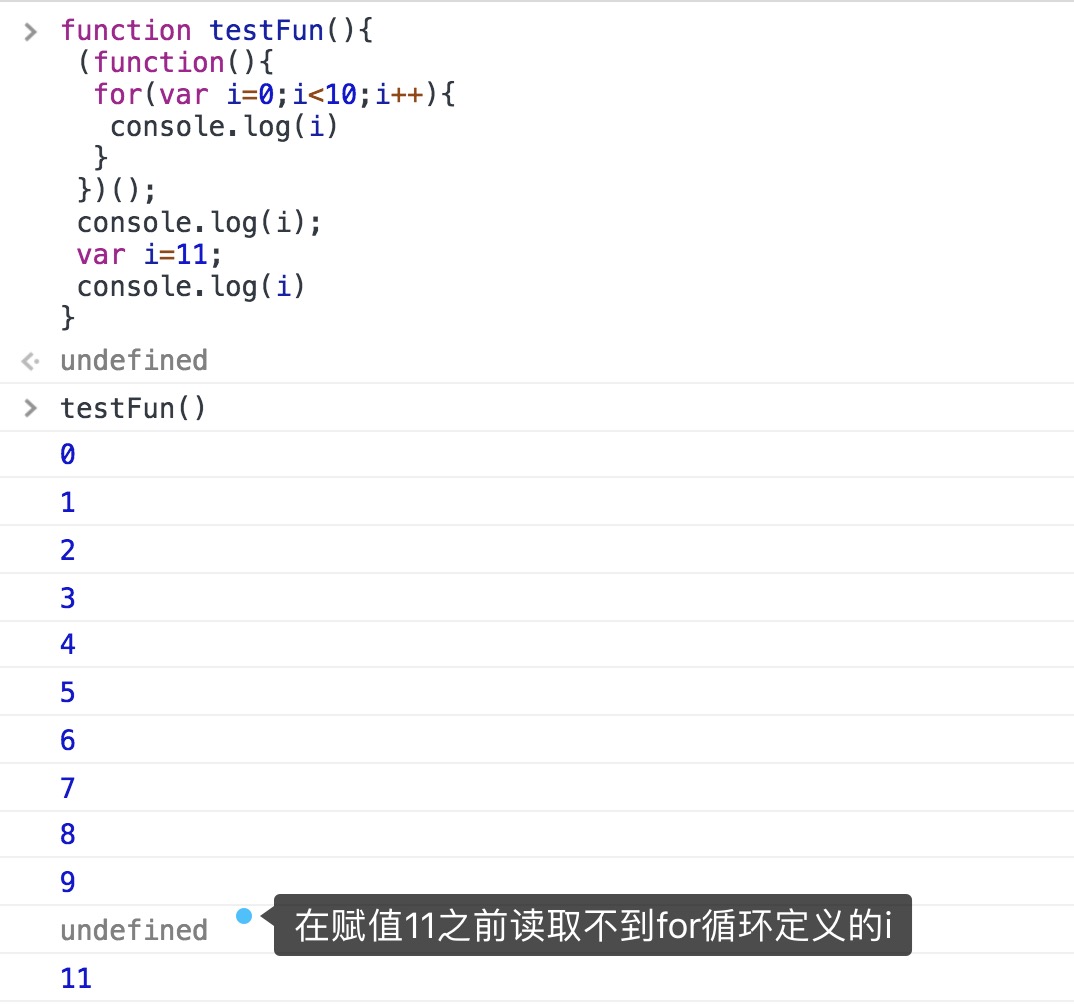 function testFun(){
(function(){
for(var i=0;i<10;i++){
console.log(i)
}
})();
console.log(i);
var i=11;
console.log(i)
}
undefined
testFun()
0
1
2
3
4
5
6
7
8
9
undefined
在赋值11之前读取不到for循环定义的i
11